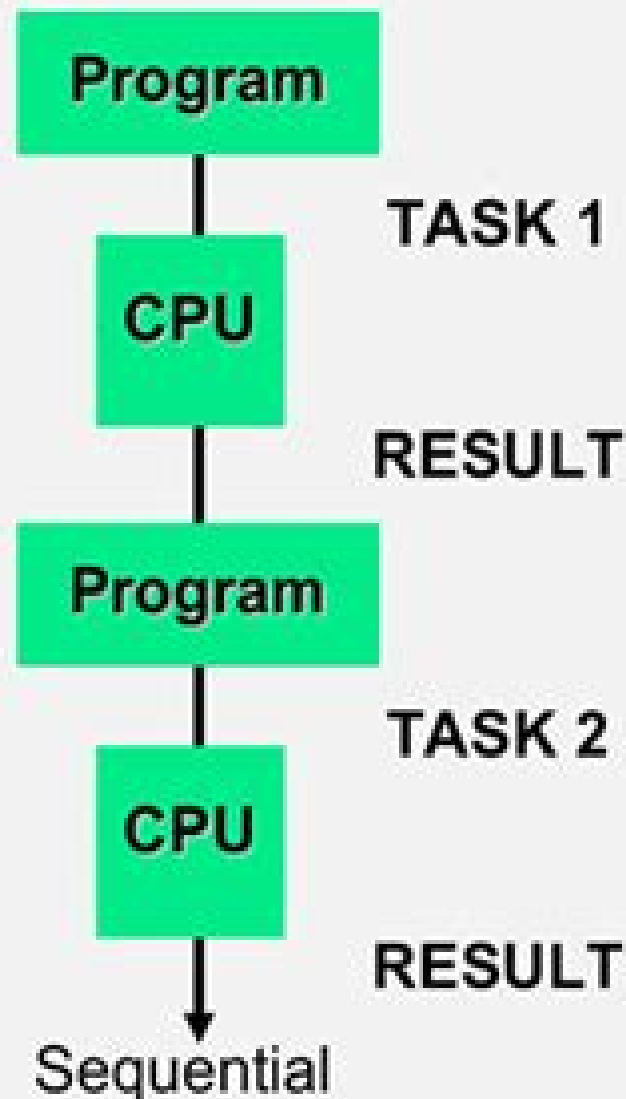 Program
TASK 1
CPU
RESULT
Program
TASK 2
CPU
RESULT
Sequential